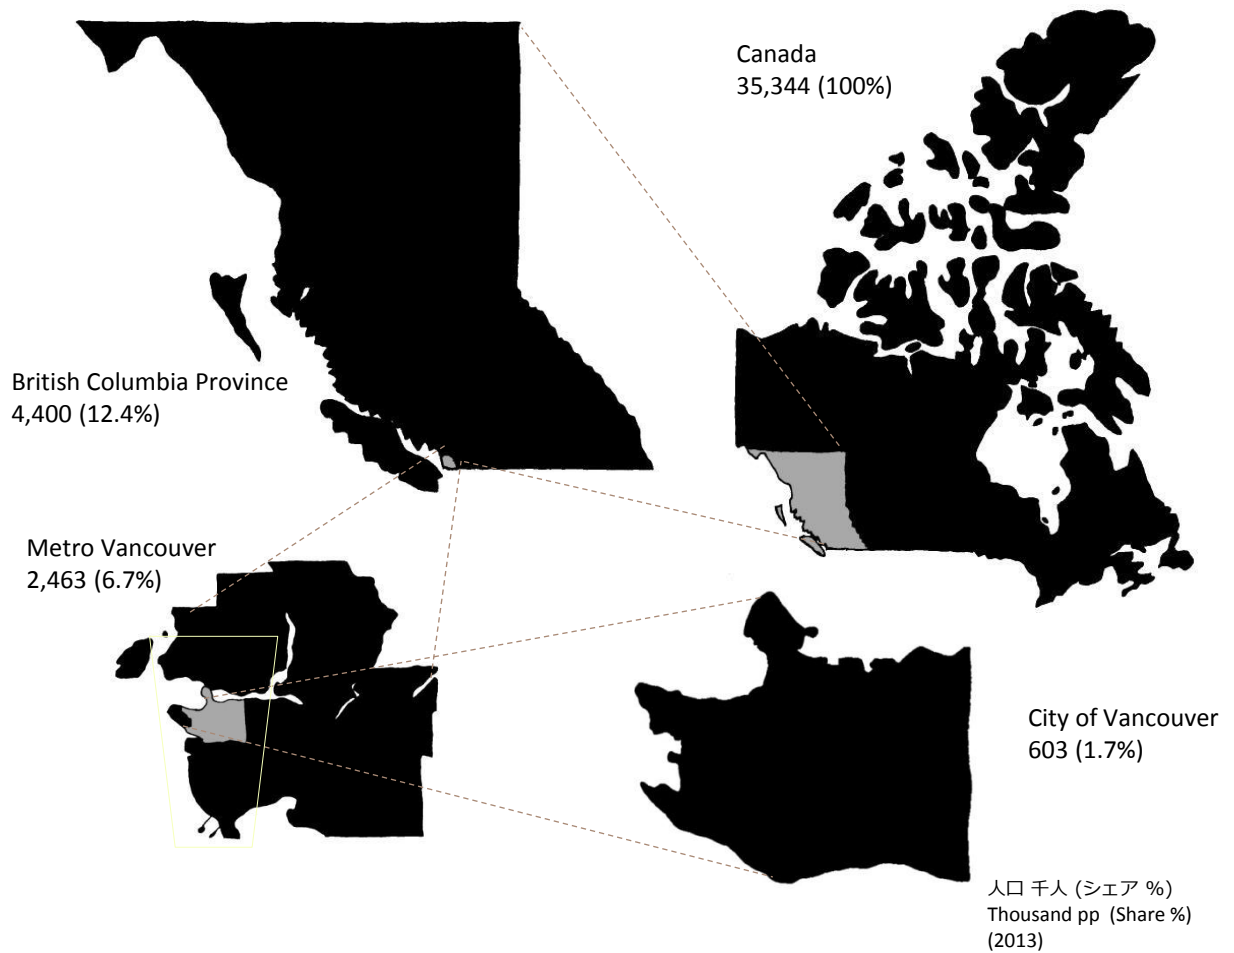 Canada
35,344 (100%)
British Columbia Province
4,400 (12.4%)
Metro Vancouver
2,463 (6.7%)
City of Vancouver
603 (1.7%)
人口 千人 (シェア %)
Thousand pp (Share %)
(2013)